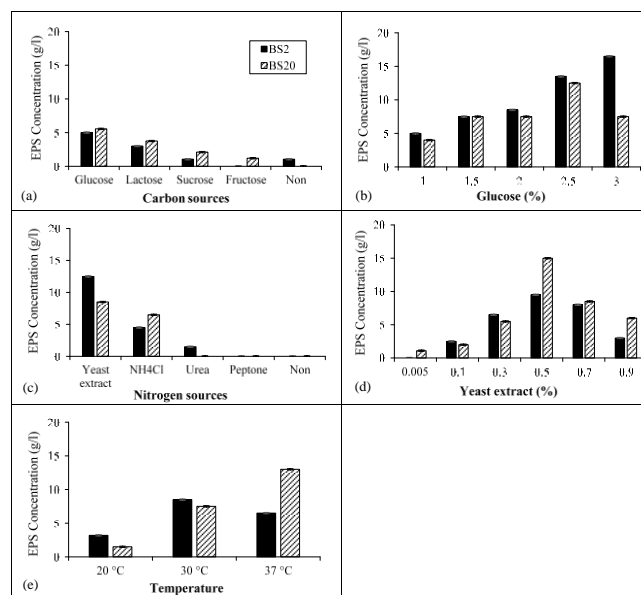 EPS Concentration (g/l)
20
15
10
5
0
BS2
BS20
Glucose Lactose Sucrose Fructose Non
(a) Carbon sources
EPS Concentration (g/l)
20
15
10
5
0
1 1.5 2 2.5 3
(b) Glucose (%)
EPS Concentration (g/l)
20
15
10
5
0
Yeast extract NH4Cl Urea Peptone Non
(c) Nitrogen sources
EPS Concentration (g/l)
20
15
10
5
0
0.005 0.1 0.3 0.5 0.7 0.9
(d) Yeast extract (%)
EPS Concentration (g/l)
20
15
10
5
0
20 °C 30 °C 37 °C
(e) Temperature